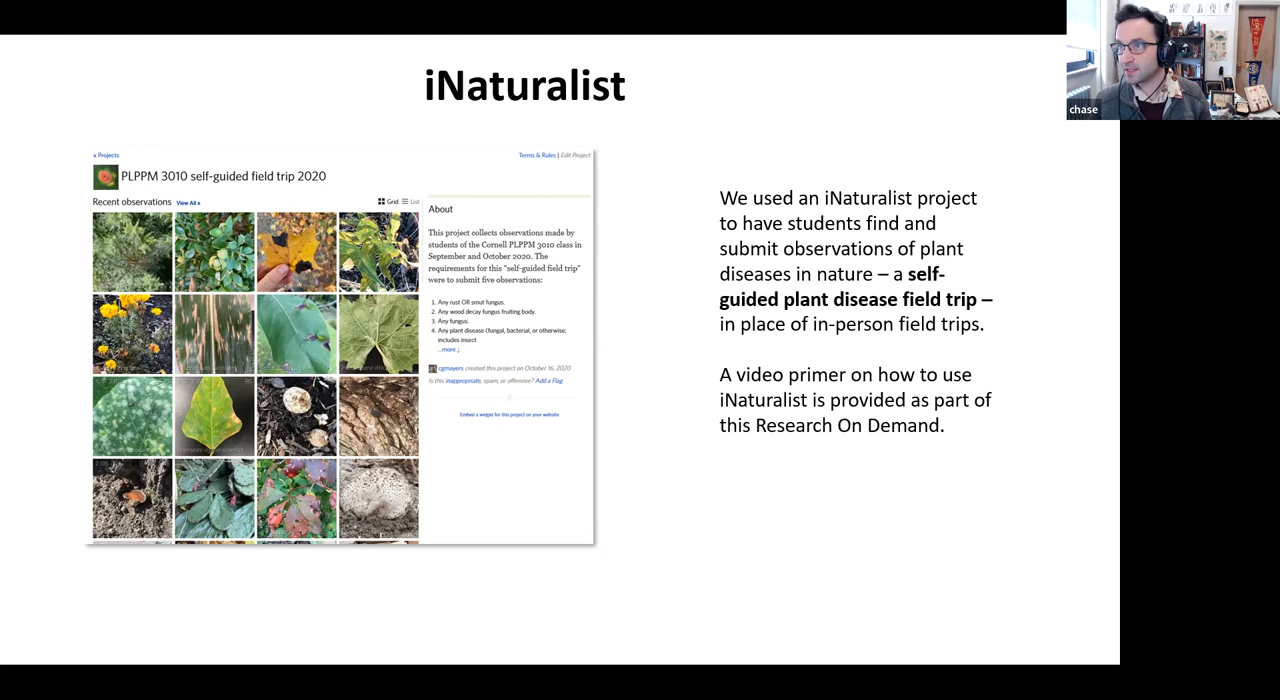 iNaturalist
chase
« Projects
Terms & Rules | Edit Project
PLPPM 3010 self-guided field trip 2020
Recent observations View All »
Grid List
About
This project collects observations made by
students of the Cornell PLPPM 3010 class in
September and October 2020. The
requirements for this "self-guided field trip"
were to submit five observations:
1. Any rust OR smut fungus.
2. Any wood decay fungus fruiting body.
3. Any fungus.
4. Any plant disease (fungal, bacterial, or otherwise;
includes insect
...more ↓
cgmayers created this project on October 16, 2020
Is this inappropriate, spam, or offensive? Add a Flag
Embed a widget for this project on your website
We used an iNaturalist project
to have students find and
submit observations of plant
diseases in nature – a self-
guided plant disease field trip –
in place of in-person field trips.
A video primer on how to use
iNaturalist is provided as part of
this Research On Demand.